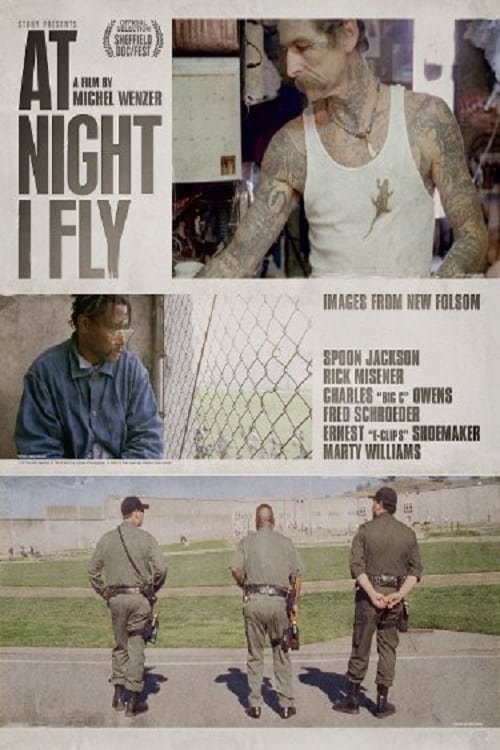 STORY PRESENTS
OFFICIAL
SELECTION
SHEFFIELD
DOC/FEST
AT
NIGHT
I FLY
A FILM BY
MICHEL WENZER
IMAGES FROM NEW FOLSOM
SPOON JACKSON
RICK MISENER
CHARLES "BIG C" OWENS
FRED SCHROEDER
ERNEST "E-CLIPS" SHOEMAKER
MARTY WILLIAMS